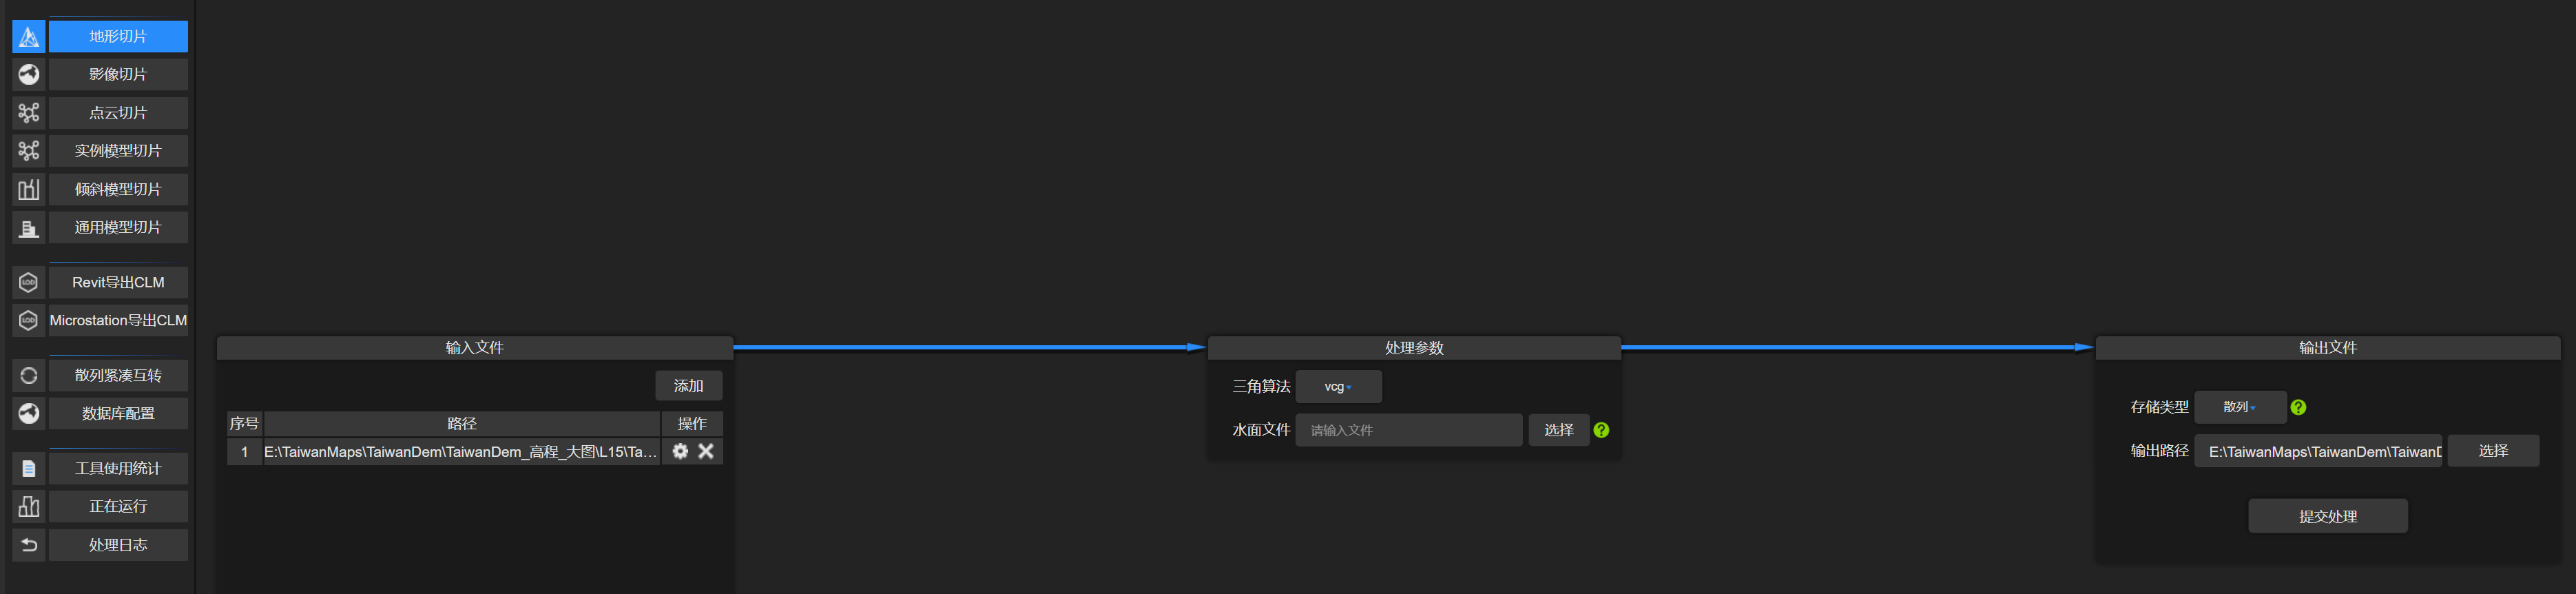 地形切片
影像切片
点云切片
实例模型切片
倾斜模型切片
通用模型切片
Revit导出CLM
Microstation导出CLM
散列紧凑互转
数据库配置
工具使用统计
正在运行
处理日志
输入文件
添加
序号 路径 操作
1 E:\TaiwanMaps\TaiwanDem\TaiwanDem_高程_大图\L15\Ta...
处理参数
三角算法 vcg
水面文件 请输入文件 选择 ?
输出文件
存储类型 散列 ?
输出路径 E:\TaiwanMaps\TaiwanDem\TaiwanD 选择
提交处理